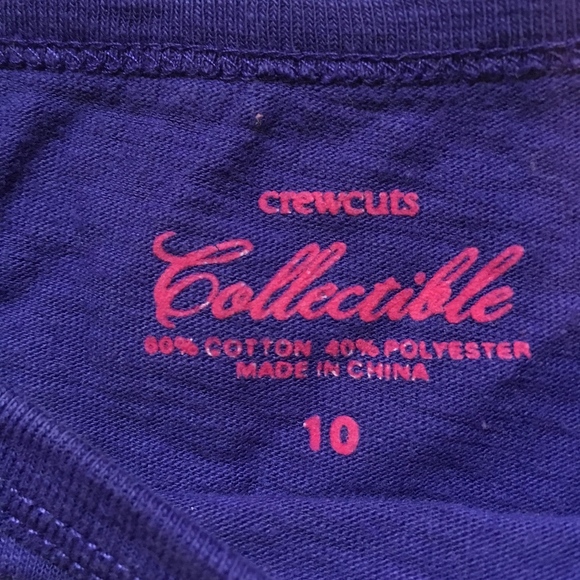 crewcuts
Collectible
60% COTTON 40% POLYESTER
MADE IN CHINA
10